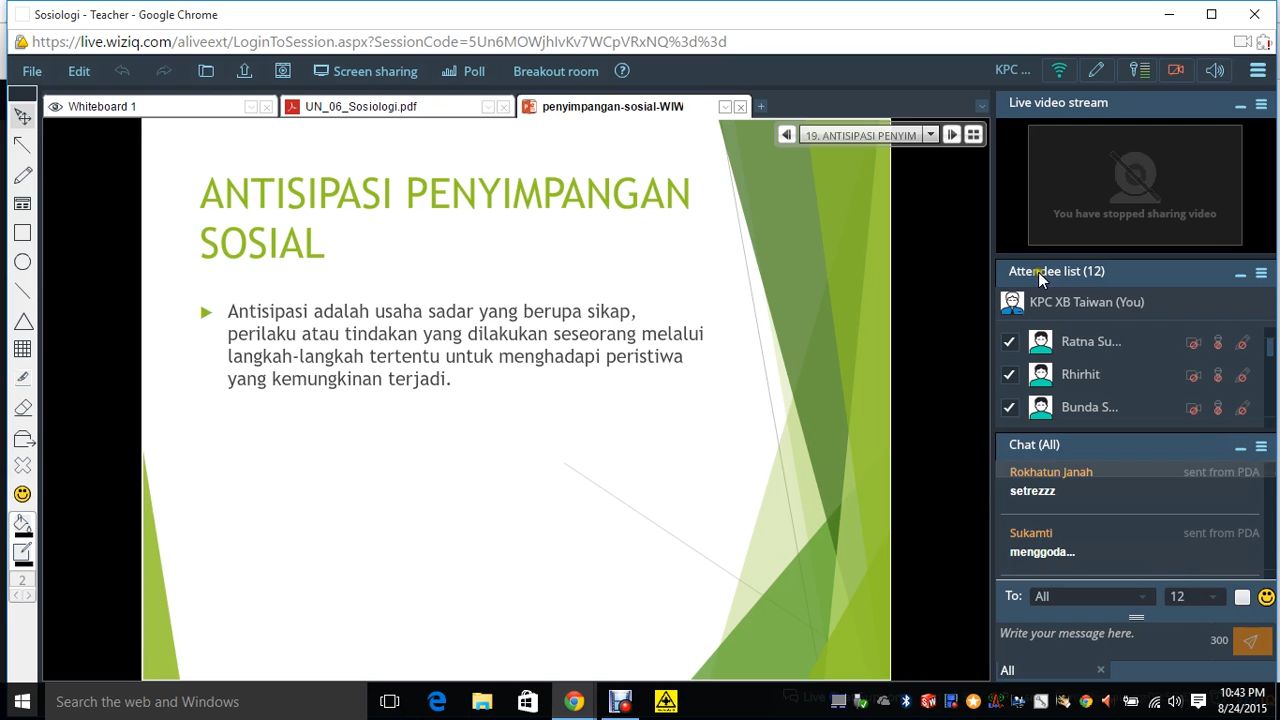 Sosiologi - Teacher - Google Chrome
https://live.wiziq.com/aliveext/LoginToSession.aspx?SessionCode=5Un6MOWjhIvKv7WCpVRxNQ%3d%3d
File Edit Screen sharing Poll Breakout room ? KPC ...
Whiteboard 1 UN_06_Sosiologi.pdf penyimpangan-sosial-WIW
19. ANTISIPASI PENYIM
ANTISIPASI PENYIMPANGAN
SOSIAL
Antisipasi adalah usaha sadar yang berupa sikap,
perilaku atau tindakan yang dilakukan seseorang melalui
langkah-langkah tertentu untuk menghadapi peristiwa
yang kemungkinan terjadi.
2
Live video stream
You have stopped sharing video
Attendee list (12)
KPC XB Taiwan (You)
Ratna Su...
Rhirhit
Bunda S...
Chat (All)
Rokhatun Janah sent from PDA
setrezzz
Sukamti sent from PDA
menggoda...
To: All 12
Write your message here. 300
All
Search the web and Windows
10:43 PM
8/24/2015